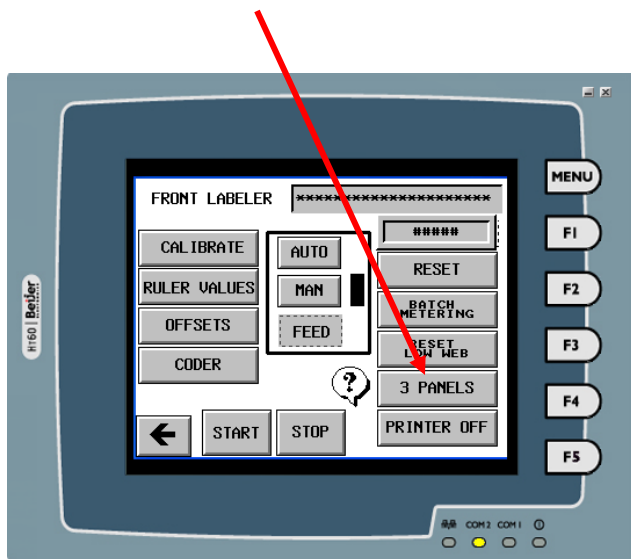 MENU
FRONT LABELER *********************
##### F1
CALIBRATE AUTO RESET
RULER VALUES MAN BATCH METERING F2
OFFSETS FEED RESET LOW WEB F3
CODER ? 3 PANELS F4
START STOP PRINTER OFF
F5
H160 Beijer
COM2 COM1